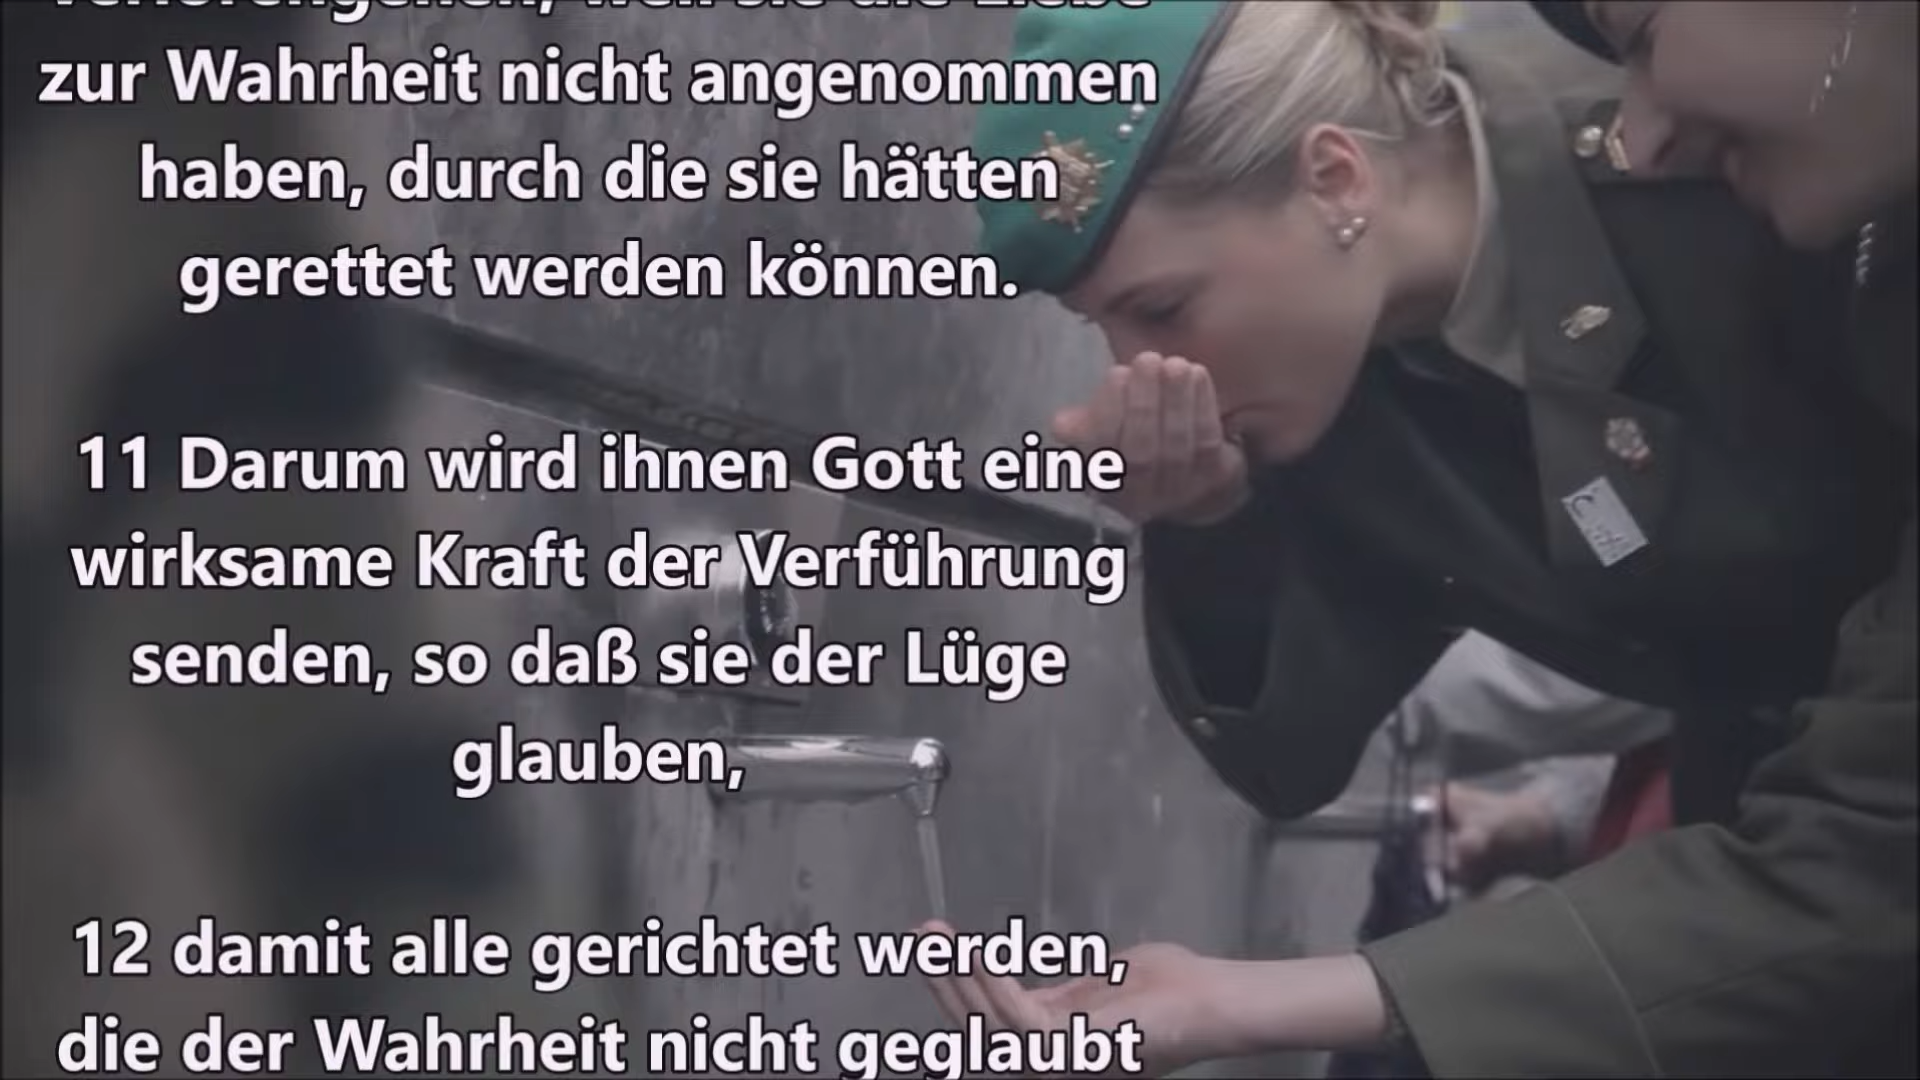 zur Wahrheit nicht angenommen
haben, durch die sie hätten
gerettet werden können.
11 Darum wird ihnen Gott eine
wirksame Kraft der Verführung
senden, so daß sie der Lüge
glauben,
12 damit alle gerichtet werden,
die der Wahrheit nicht geglaubt